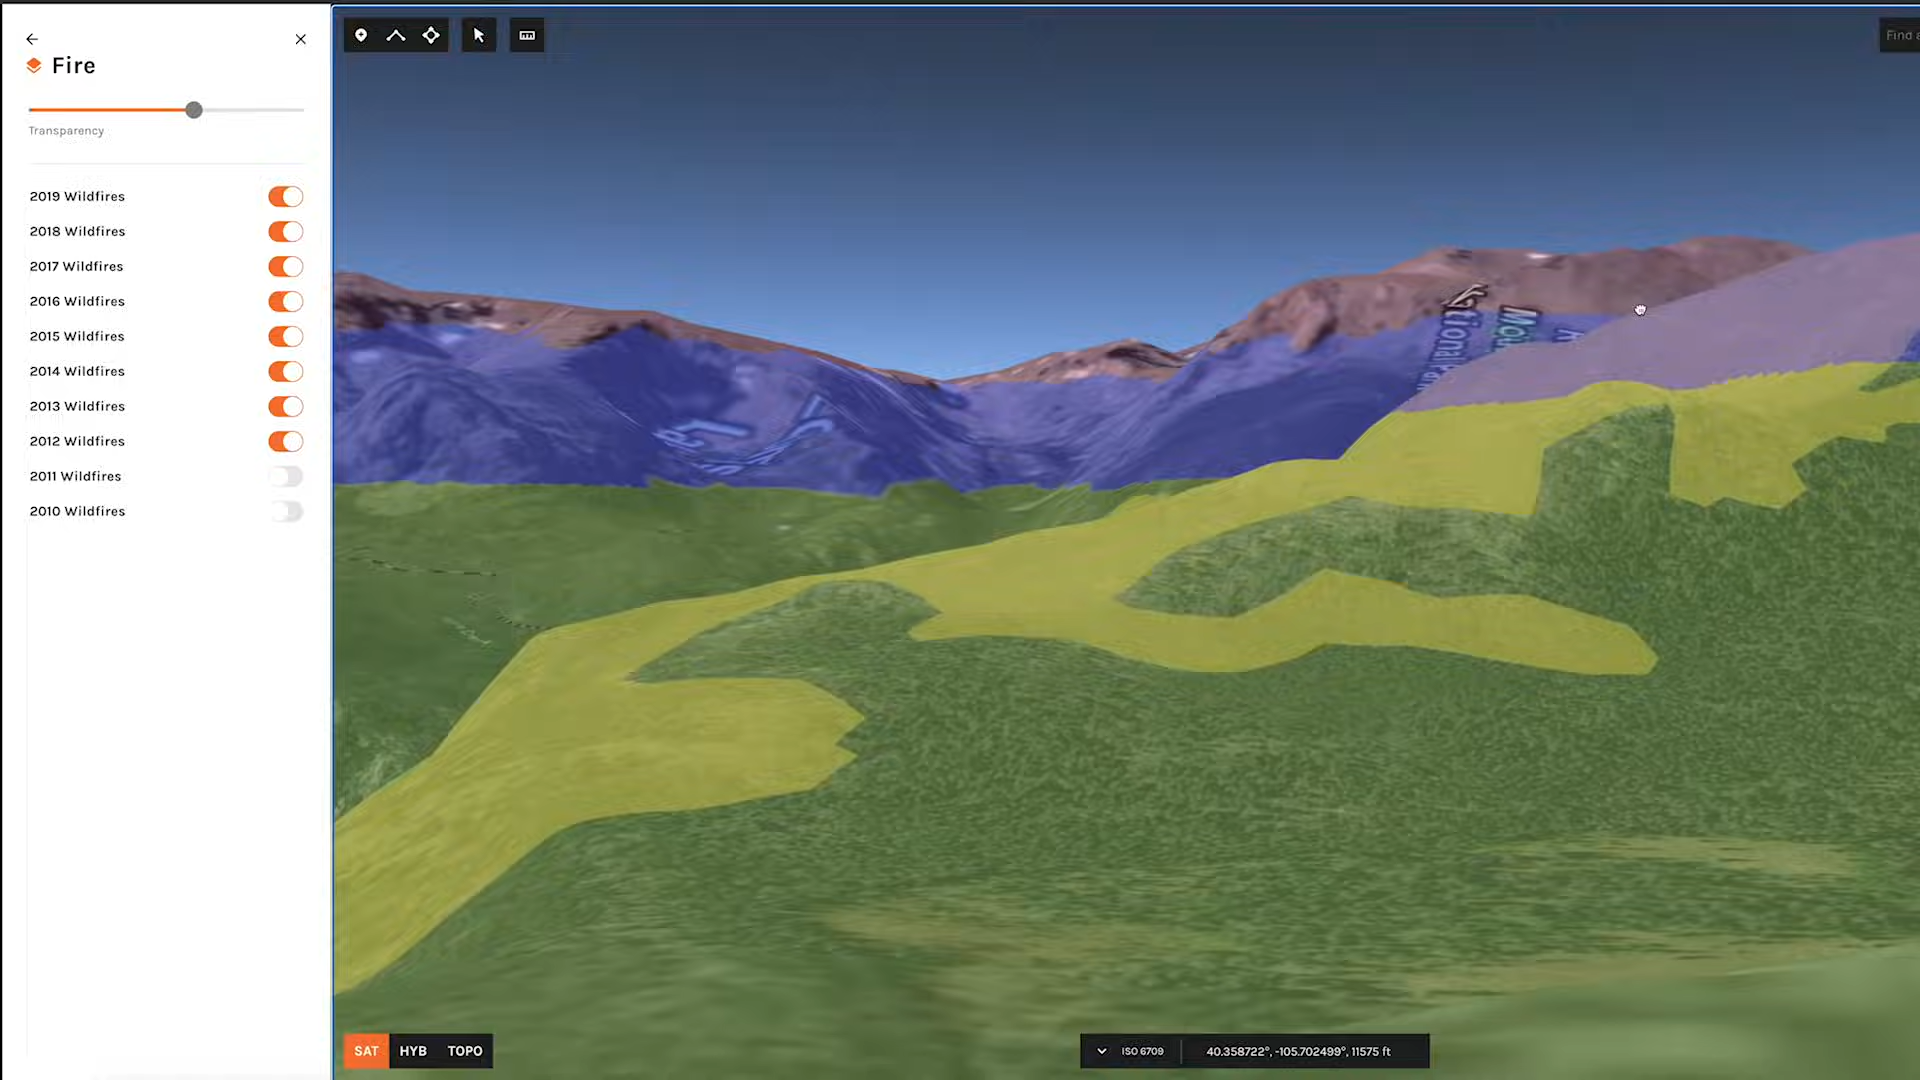 Fire
Transparency
2019 Wildfires
2018 Wildfires
2017 Wildfires
2016 Wildfires
2015 Wildfires
2014 Wildfires
2013 Wildfires
2012 Wildfires
2011 Wildfires
2010 Wildfires
Find
SAT HYB TOPO
ISO 6709
40.358722°, -105.702499°, 11575 ft